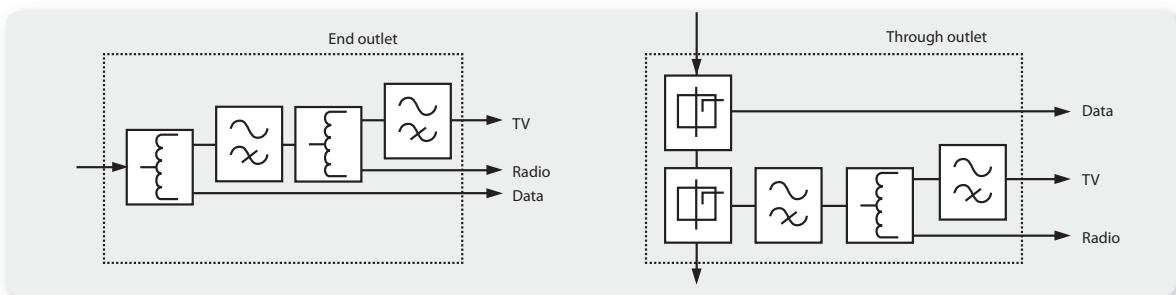 End outlet
TV
Radio
Data
Through outlet
Data
TV
Radio